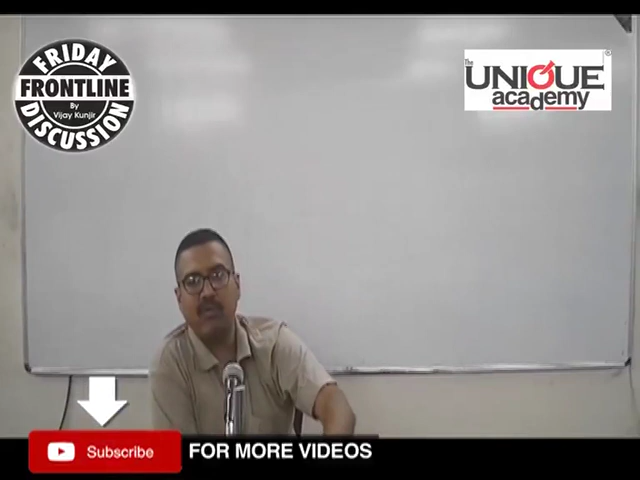 FRIDAY
FRONTLINE
By
Vijay Kunjir
DISCUSSION
The
UNIQUE
academy
®
Subscribe
FOR MORE VIDEOS